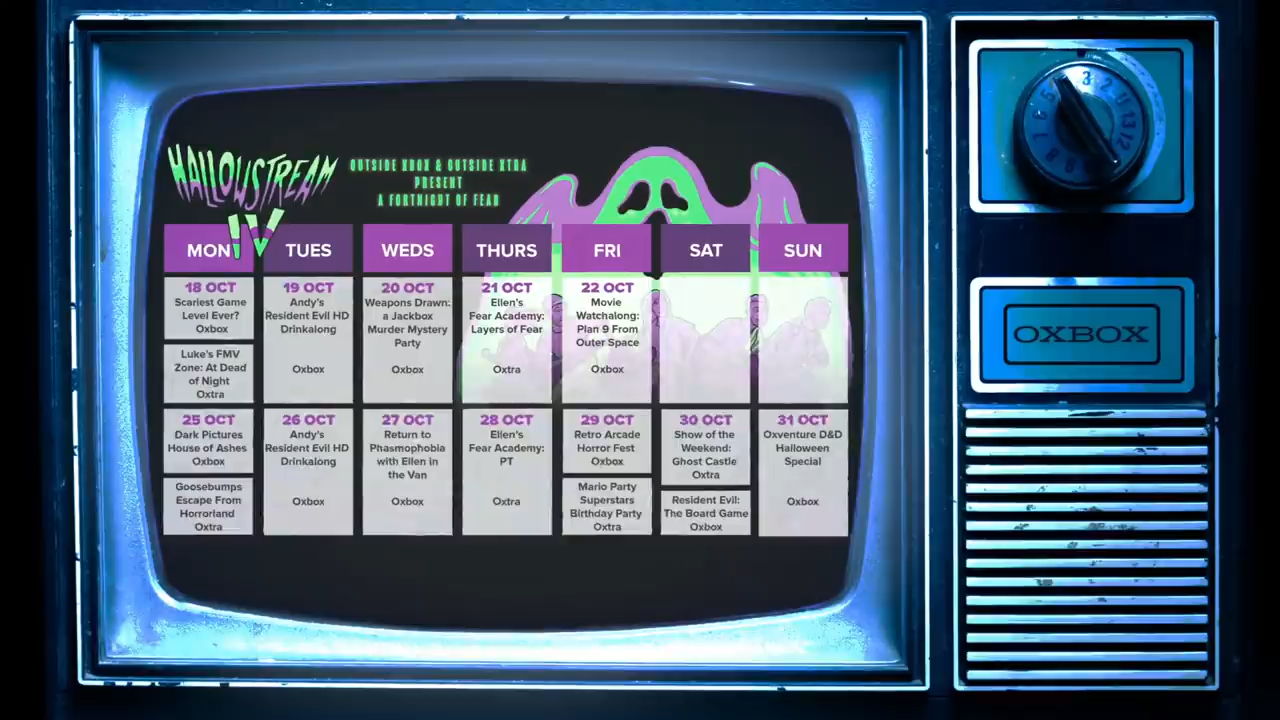 HALLOWSTREAM
IV
OUTSIDE XBOX & OUTSIDE XTRA
PRESENT
A FORTNIGHT OF FEAR
MON TUES WEDS THURS FRI SAT SUN
18 OCT
Scariest Game
Level Ever?
Oxbox
Luke's FMV
Zone: At Dead
of Night
Oxtra
19 OCT
Andy's
Resident Evil HD
Drinkalong
Oxbox
20 OCT
Weapons Drawn:
a Jackbox
Murder Mystery
Party
Oxbox
21 OCT
Ellen's
Fear Academy:
Layers of Fear
Oxtra
22 OCT
Movie
Watchalong:
Plan 9 From
Outer Space
Oxbox
25 OCT
Dark Pictures
House of Ashes
Oxbox
Goosebumps
Escape From
Horrorland
Oxtra
26 OCT
Andy's
Resident Evil HD
Drinkalong
Oxbox
27 OCT
Return to
Phasmophobia
with Ellen in
the Van
Oxbox
28 OCT
Ellen's
Fear Academy:
PT
Oxtra
29 OCT
Retro Arcade
Horror Fest
Oxbox
Mario Party
Superstars
Birthday Party
Oxtra
30 OCT
Show of the
Weekend:
Ghost Castle
Oxtra
Resident Evil:
The Board Game
Oxbox
31 OCT
Oxventure D&D
Halloween
Special
Oxbox
OXBOX